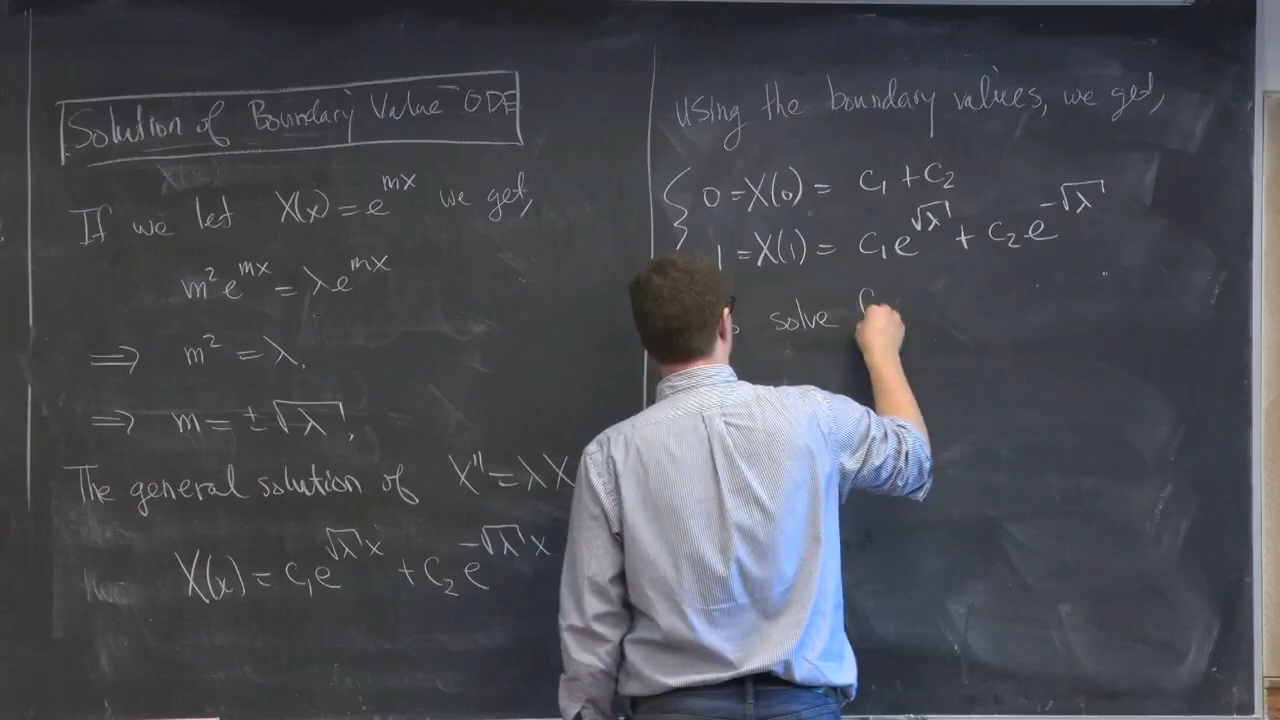 Solution of Boundary Value ODE
If we let X(x) = e^{mx} we get,
m²e^{mx} = λe^{mx}
⟹ m² = λ.
⟹ m = ±√λ.
The general solution of X'' = λX
X(x) = c₁e^{√λ x} + c₂e^{-√λ x}
Using the boundary values, we get,
{ 0 = X(0) = c₁ + c₂
1 = X(1) = c₁e^{√λ} + c₂e^{-√λ}
solve